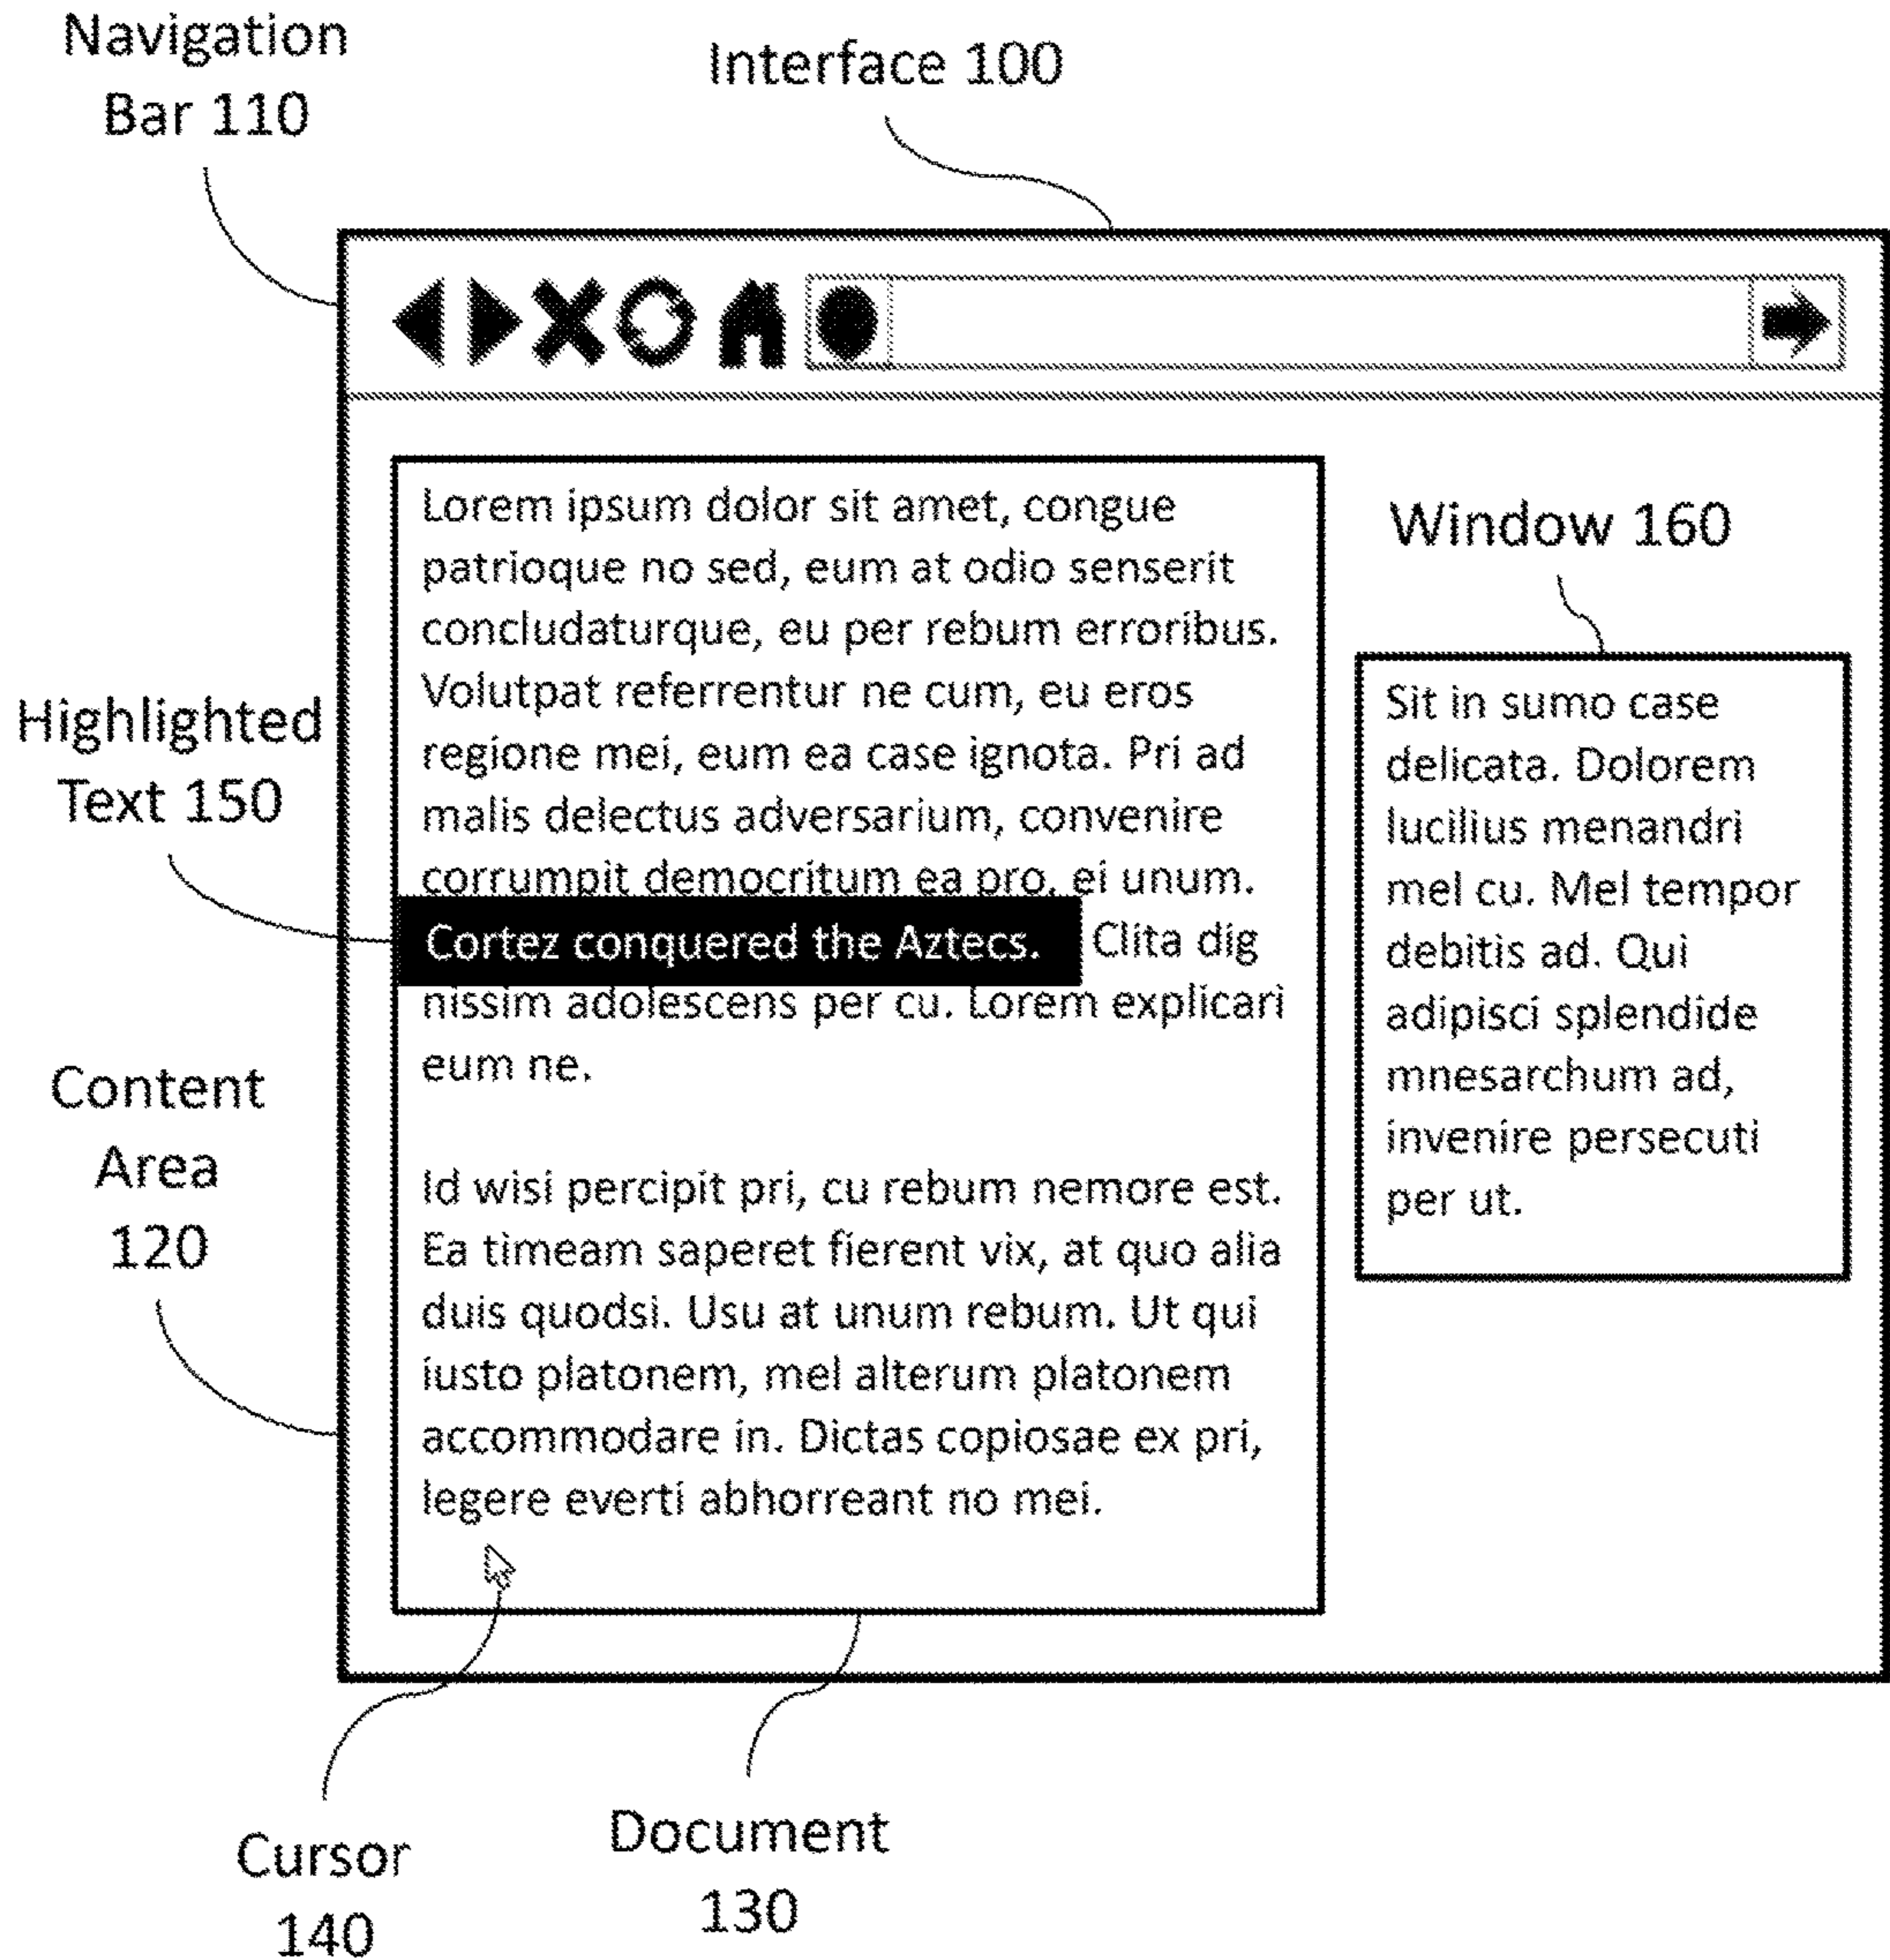 Navigation
Bar 110
Interface 100
Lorem ipsum dolor sit amet, congue
patrioque no sed, eum at odio senserit
concludaturque, eu per rebum erroribus.
Volutpat referrentur ne cum, eu eros
regione mei, eum ea case ignota. Pri ad
malis delectus adversarium, convenire
corrumpit democritum ea pro, ei unum.
Cortez conquered the Aztecs. Clita dig
nissim adolescens per cu. Lorem explicari
eum ne.
Id wisi percipit pri, cu rebum nemore est.
Ea timeam saperet fierent vix, at quo alia
duis quodsi. Usu at unum rebum. Ut qui
iusto platonem, mel alterum platonem
accommodare in. Dictas copiosae ex pri,
legere everti abhorreant no mei.
Window 160
Sit in sumo case
delicata. Dolorem
lucilius menandri
mel cu. Mel tempor
debitis ad. Qui
adipisci splendide
mnesarchum ad,
invenire persecuti
per ut.
Highlighted
Text 150
Content
Area
120
Cursor
140
Document
130